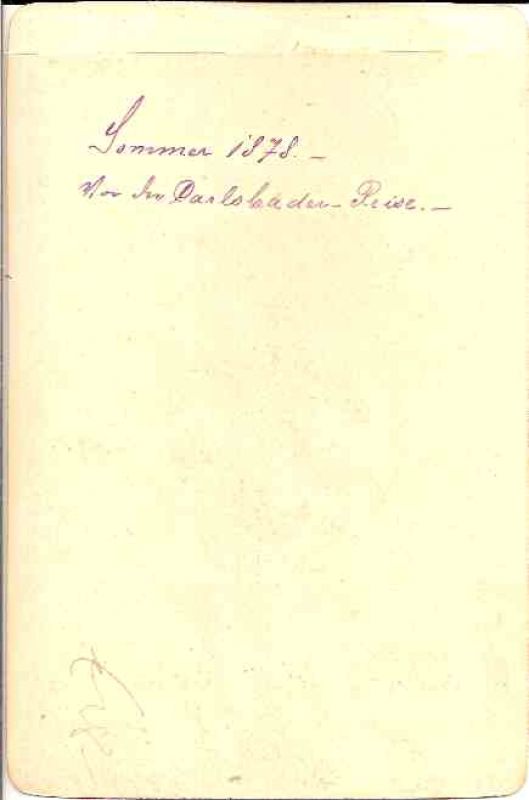 Sommer 1878. –
Vor der Carlsbader-Reise. –